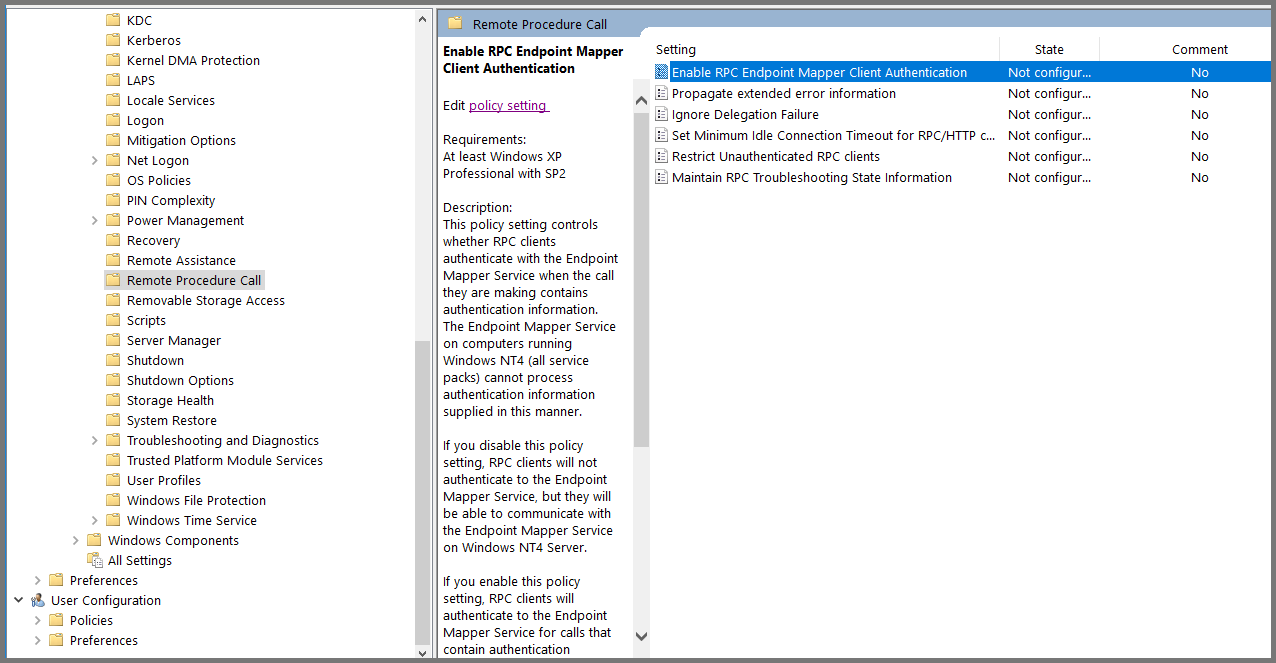 KDC
Kerberos
Kernel DMA Protection
LAPS
Locale Services
Logon
Mitigation Options
Net Logon
OS Policies
PIN Complexity
Power Management
Recovery
Remote Assistance
Remote Procedure Call
Removable Storage Access
Scripts
Server Manager
Shutdown
Shutdown Options
Storage Health
System Restore
Troubleshooting and Diagnostics
Trusted Platform Module Services
User Profiles
Windows File Protection
Windows Time Service
Windows Components
All Settings
Preferences
User Configuration
Policies
Preferences
Remote Procedure Call
Enable RPC Endpoint Mapper
Client Authentication
Edit policy setting
Requirements:
At least Windows XP
Professional with SP2
Description:
This policy setting controls
whether RPC clients
authenticate with the Endpoint
Mapper Service when the call
they are making contains
authentication information.
The Endpoint Mapper Service
on computers running
Windows NT4 (all service
packs) cannot process
authentication information
supplied in this manner.
If you disable this policy
setting, RPC clients will not
authenticate to the Endpoint
Mapper Service, but they will
be able to communicate with
the Endpoint Mapper Service
on Windows NT4 Server.
If you enable this policy
setting, RPC clients will
authenticate to the Endpoint
Mapper Service for calls that
contain authentication
Setting State Comment
Enable RPC Endpoint Mapper Client Authentication Not configur... No
Propagate extended error information Not configur... No
Ignore Delegation Failure Not configur... No
Set Minimum Idle Connection Timeout for RPC/HTTP c... Not configur... No
Restrict Unauthenticated RPC clients Not configur... No
Maintain RPC Troubleshooting State Information Not configur... No